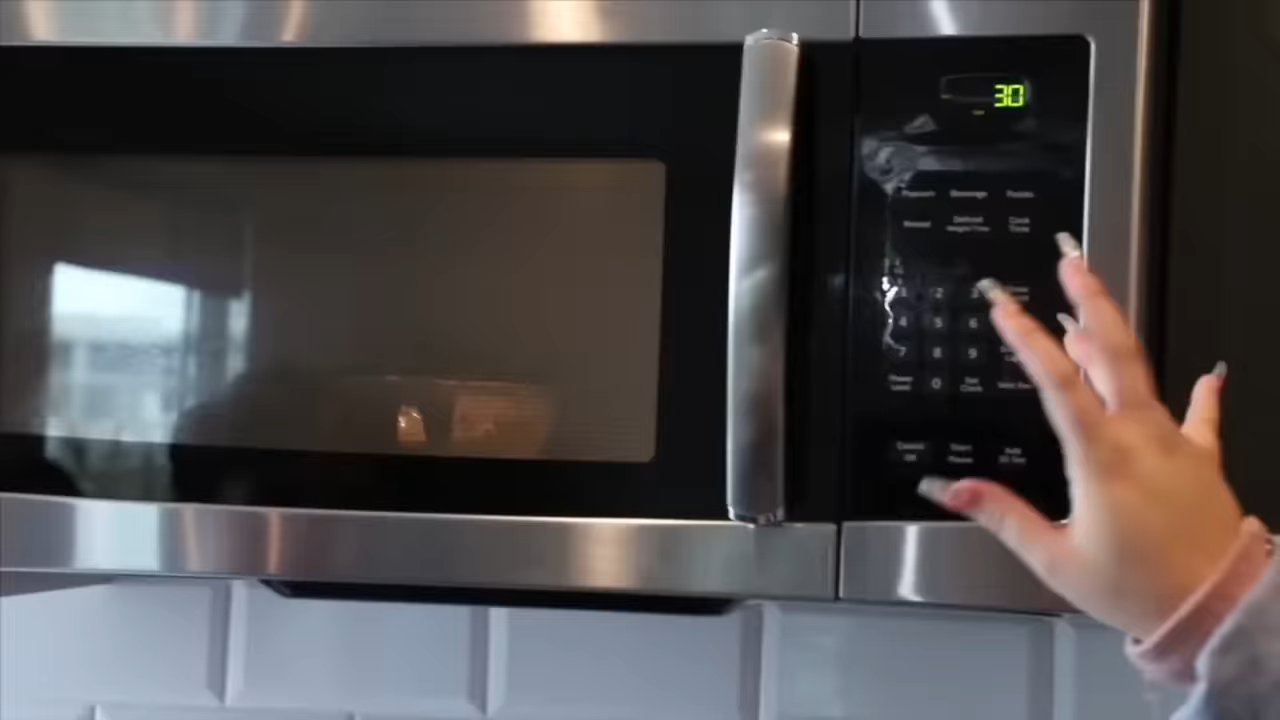 30
Popcorn Beverage Potato
Reheat Defrost Weight/Time Cook Time
1 2 3
4 5 6
7 8 9
Power Level 0 Set Clock
Cancel Off Start Pause Add 30 Sec